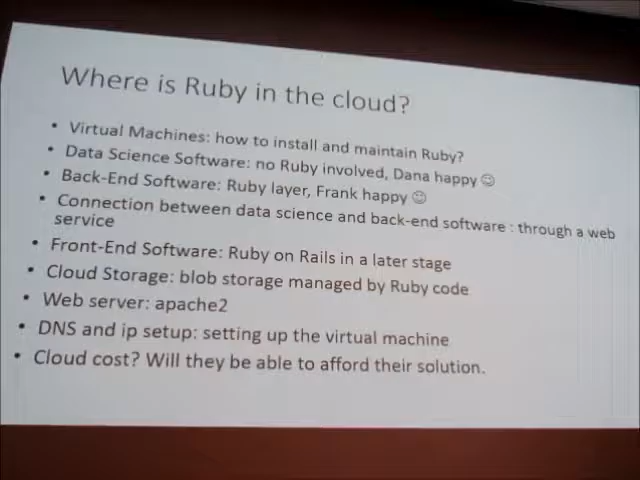 Where is Ruby in the cloud?
• Virtual Machines: how to install and maintain Ruby?
• Data Science Software: no Ruby involved, Dana happy ☺
• Back-End Software: Ruby layer, Frank happy ☺
• Connection between data science and back-end software : through a web
service
• Front-End Software: Ruby on Rails in a later stage
• Cloud Storage: blob storage managed by Ruby code
• Web server: apache2
• DNS and ip setup: setting up the virtual machine
• Cloud cost? Will they be able to afford their solution.